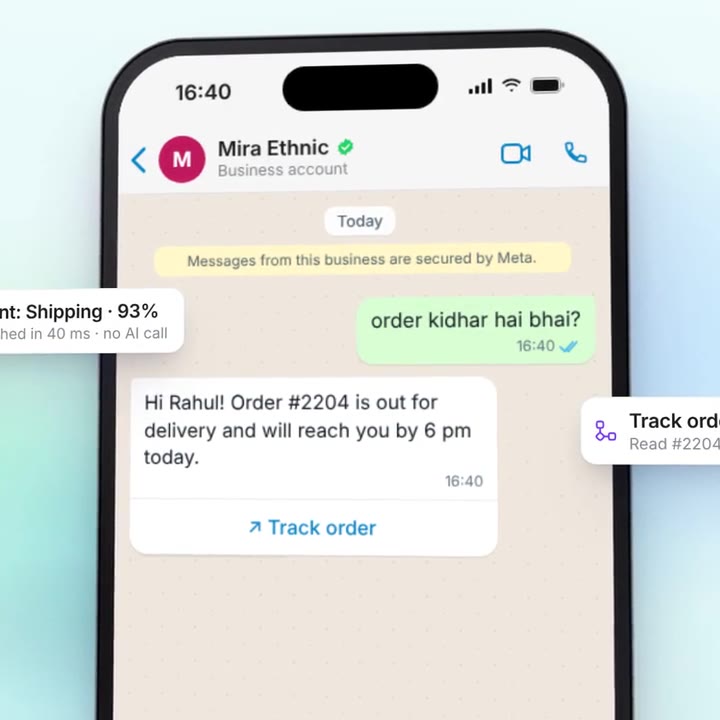 16:40
M
Mira Ethnic
Business account
Today
Messages from this business are secured by Meta.
nt: Shipping · 93%
hed in 40 ms · no AI call
order kidhar hai bhai?
16:40
Hi Rahul! Order #2204 is out for
delivery and will reach you by 6 pm
today.
16:40
Track order
Track ord
Read #2204